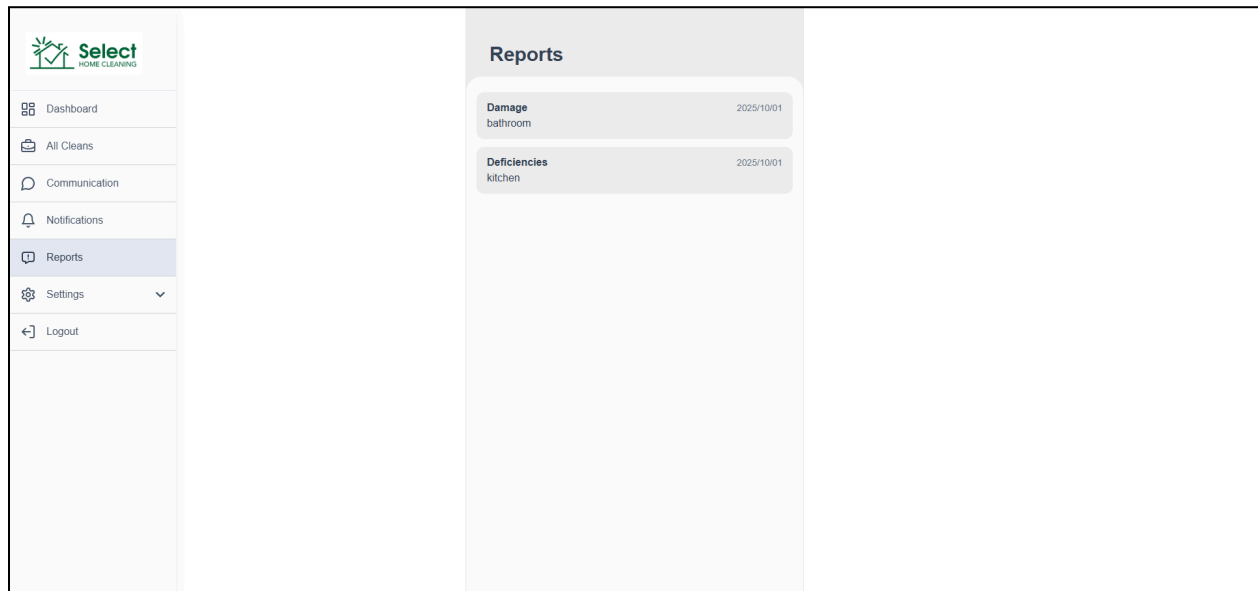 Select
HOME CLEANING
Dashboard
All Cleans
Communication
Notifications
Reports
Settings
Logout
Reports
Damage 2025/10/01
bathroom
Deficiencies 2025/10/01
kitchen